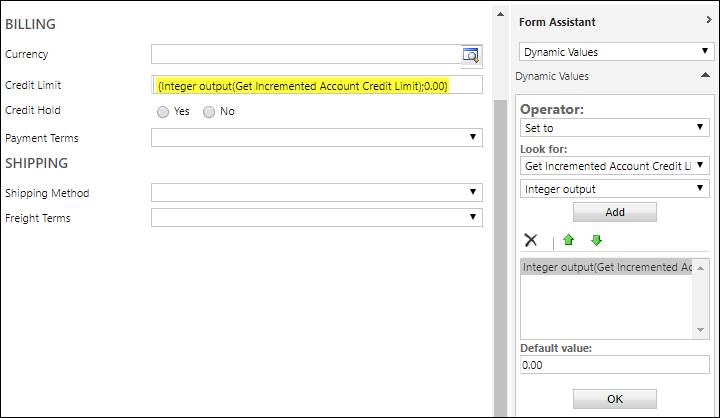 BILLING
Currency
Credit Limit
{Integer output(Get Incremented Account Credit Limit);0.00}
Credit Hold
Yes
No
Payment Terms
SHIPPING
Shipping Method
Freight Terms
Form Assistant
Dynamic Values
Dynamic Values
Operator:
Set to
Look for:
Get Incremented Account Credit Li
Integer output
Add
Integer output(Get Incremented Ac
Default value:
0.00
OK